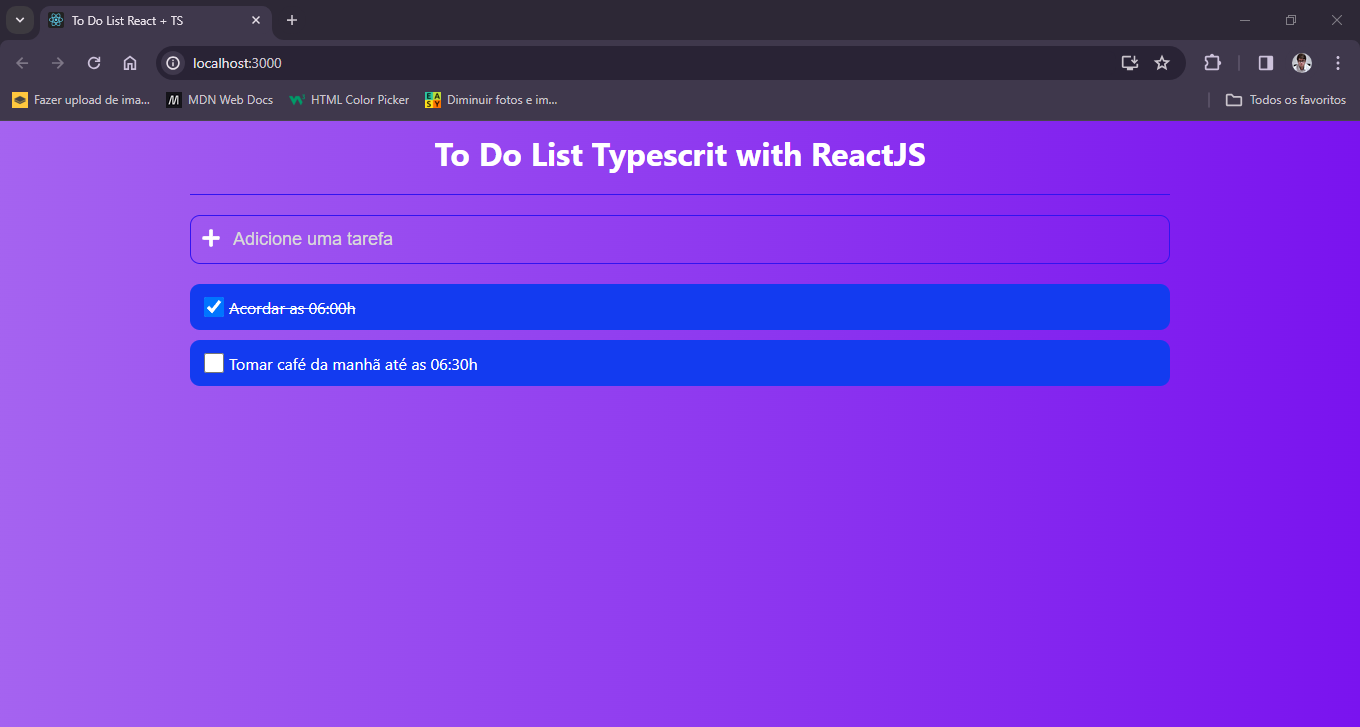 To Do List React + TS
localhost:3000
Fazer upload de ima...
MDN Web Docs
HTML Color Picker
EASY
Diminuir fotos e im...
Todos os favoritos
To Do List Typescrit with ReactJS
Adicione uma tarefa
Acordar as 06:00h
Tomar café da manhã até as 06:30h